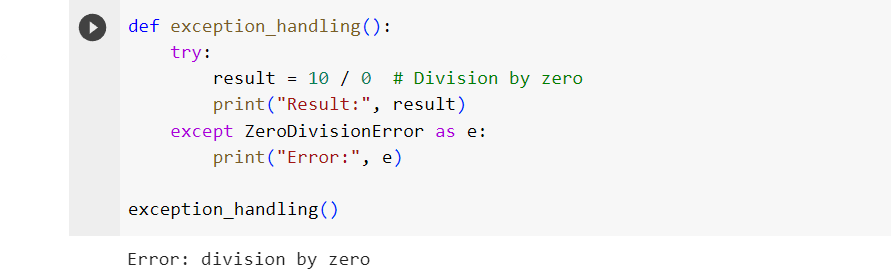 def exception_handling():
    try:
        result = 10 / 0  # Division by zero
        print("Result:", result)
    except ZeroDivisionError as e:
        print("Error:", e)

exception_handling()
Error: division by zero